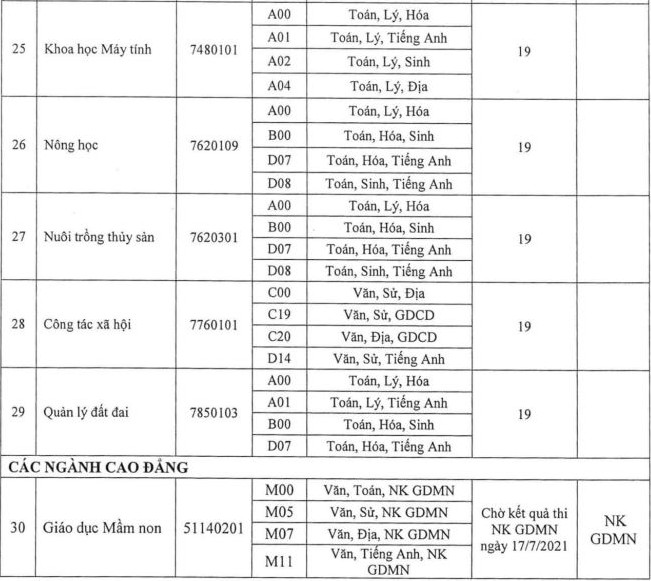 25 Khoa học Máy tính 7480101 A00 Toán, Lý, Hóa 19
A01 Toán, Lý, Tiếng Anh
A02 Toán, Lý, Sinh
A04 Toán, Lý, Địa
26 Nông học 7620109 A00 Toán, Lý, Hóa 19
B00 Toán, Hóa, Sinh
D07 Toán, Hóa, Tiếng Anh
D08 Toán, Sinh, Tiếng Anh
27 Nuôi trồng thủy sản 7620301 A00 Toán, Lý, Hóa 19
B00 Toán, Hóa, Sinh
D07 Toán, Hóa, Tiếng Anh
D08 Toán, Sinh, Tiếng Anh
28 Công tác xã hội 7760101 C00 Văn, Sử, Địa 19
C19 Văn, Sử, GDCD
C20 Văn, Địa, GDCD
D14 Văn, Sử, Tiếng Anh
29 Quản lý đất đai 7850103 A00 Toán, Lý, Hóa 19
A01 Toán, Lý, Tiếng Anh
B00 Toán, Hóa, Sinh
D07 Toán, Hóa, Tiếng Anh
CÁC NGÀNH CAO ĐẲNG
30 Giáo dục Mầm non 51140201 M00 Văn, Toán, NK GDMN
M05 Văn, Sử, NK GDMN
M07 Văn, Địa, NK GDMN
M11 Văn, Tiếng Anh, NK
GDMN
Chờ kết quả thi
NK GDMN
ngày 17/7/2021
NK
GDMN